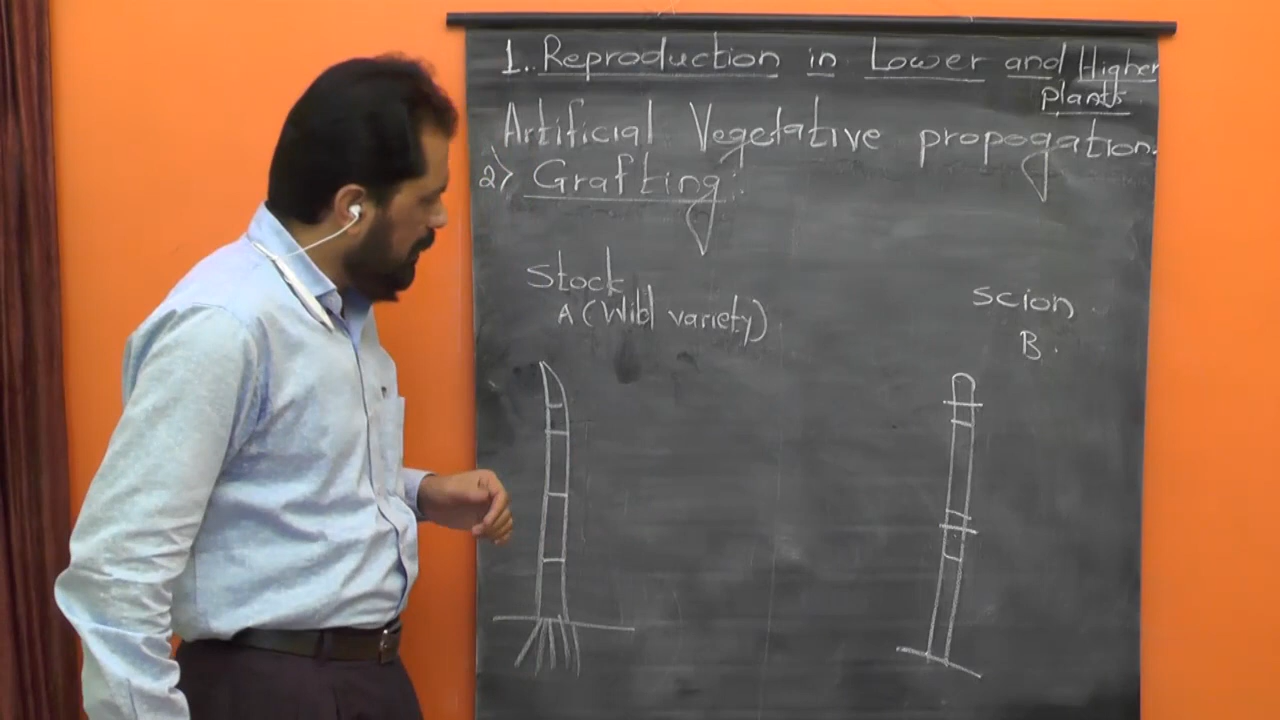 1. Reproduction in Lower and Higher
plants.
Artificial Vegetative propogation.
2) Grafting:
Stock
A (Wild variety)
Scion
B.